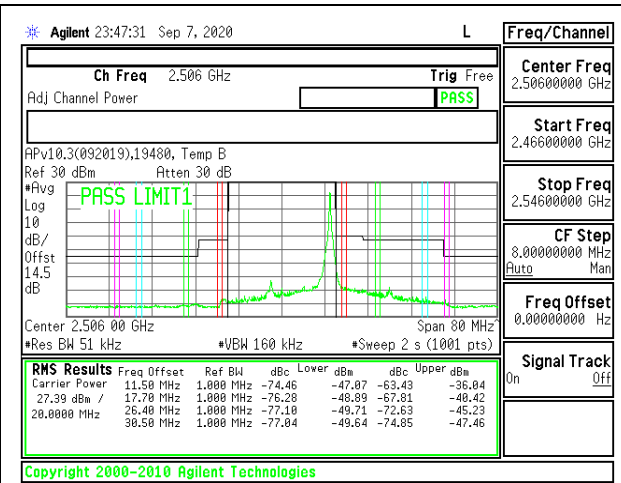 Agilent 23:47:31 Sep 7, 2020 L
Freq/Channel
Ch Freq 2.506 GHz Trig Free
Adj Channel Power PASS
APv10.3(092019),19480, Temp B
Ref 30 dBm Atten 30 dB
#Avg
Log
10
dB/
Offst
14.5
dB
PASS LIMIT1
Center 2.506 00 GHz Span 80 MHz
#Res BW 51 kHz #VBW 160 kHz #Sweep 2 s (1001 pts)
RMS Results Freq Offset Ref BW dBc Lower dBm dBc Upper dBm
Carrier Power 11.50 MHz 1.000 MHz -74.46 -47.07 -63.43 -36.04
27.39 dBm / 17.70 MHz 1.000 MHz -76.28 -48.89 -67.81 -40.42
20.0000 MHz 26.40 MHz 1.000 MHz -77.10 -49.71 -72.63 -45.23
30.50 MHz 1.000 MHz -77.04 -49.64 -74.85 -47.46
Copyright 2000-2010 Agilent Technologies
Center Freq
2.50600000 GHz
Start Freq
2.46600000 GHz
Stop Freq
2.54600000 GHz
CF Step
8.00000000 MHz
Auto Man
Freq Offset
0.00000000 Hz
Signal Track
On Off